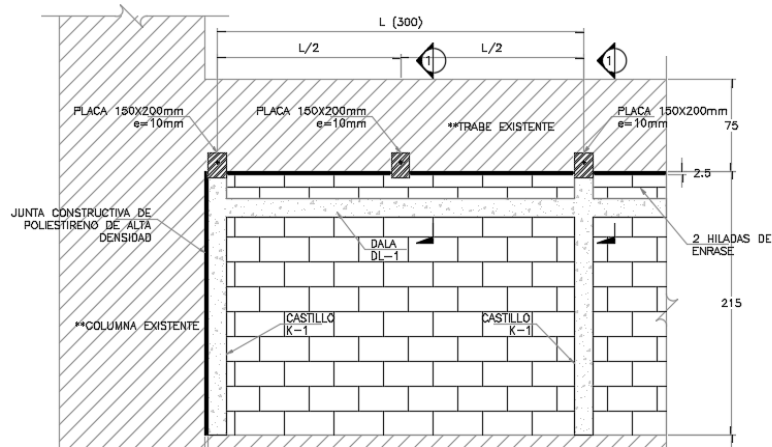 L (300)
L/2
L/2
1
1
PLACA 150X200mm
e=10mm
PLACA 150X200mm
e=10mm
PLACA 150X200mm
e=10mm
**TRABE EXISTENTE
75
2.5
JUNTA CONSTRUCTIVA DE
POLIESTIRENO DE ALTA
DENSIDAD
DALA
DL-1
2 HILADAS DE
ENRASE
215
**COLUMNA EXISTENTE
CASTILLO
K-1
CASTILLO
K-1